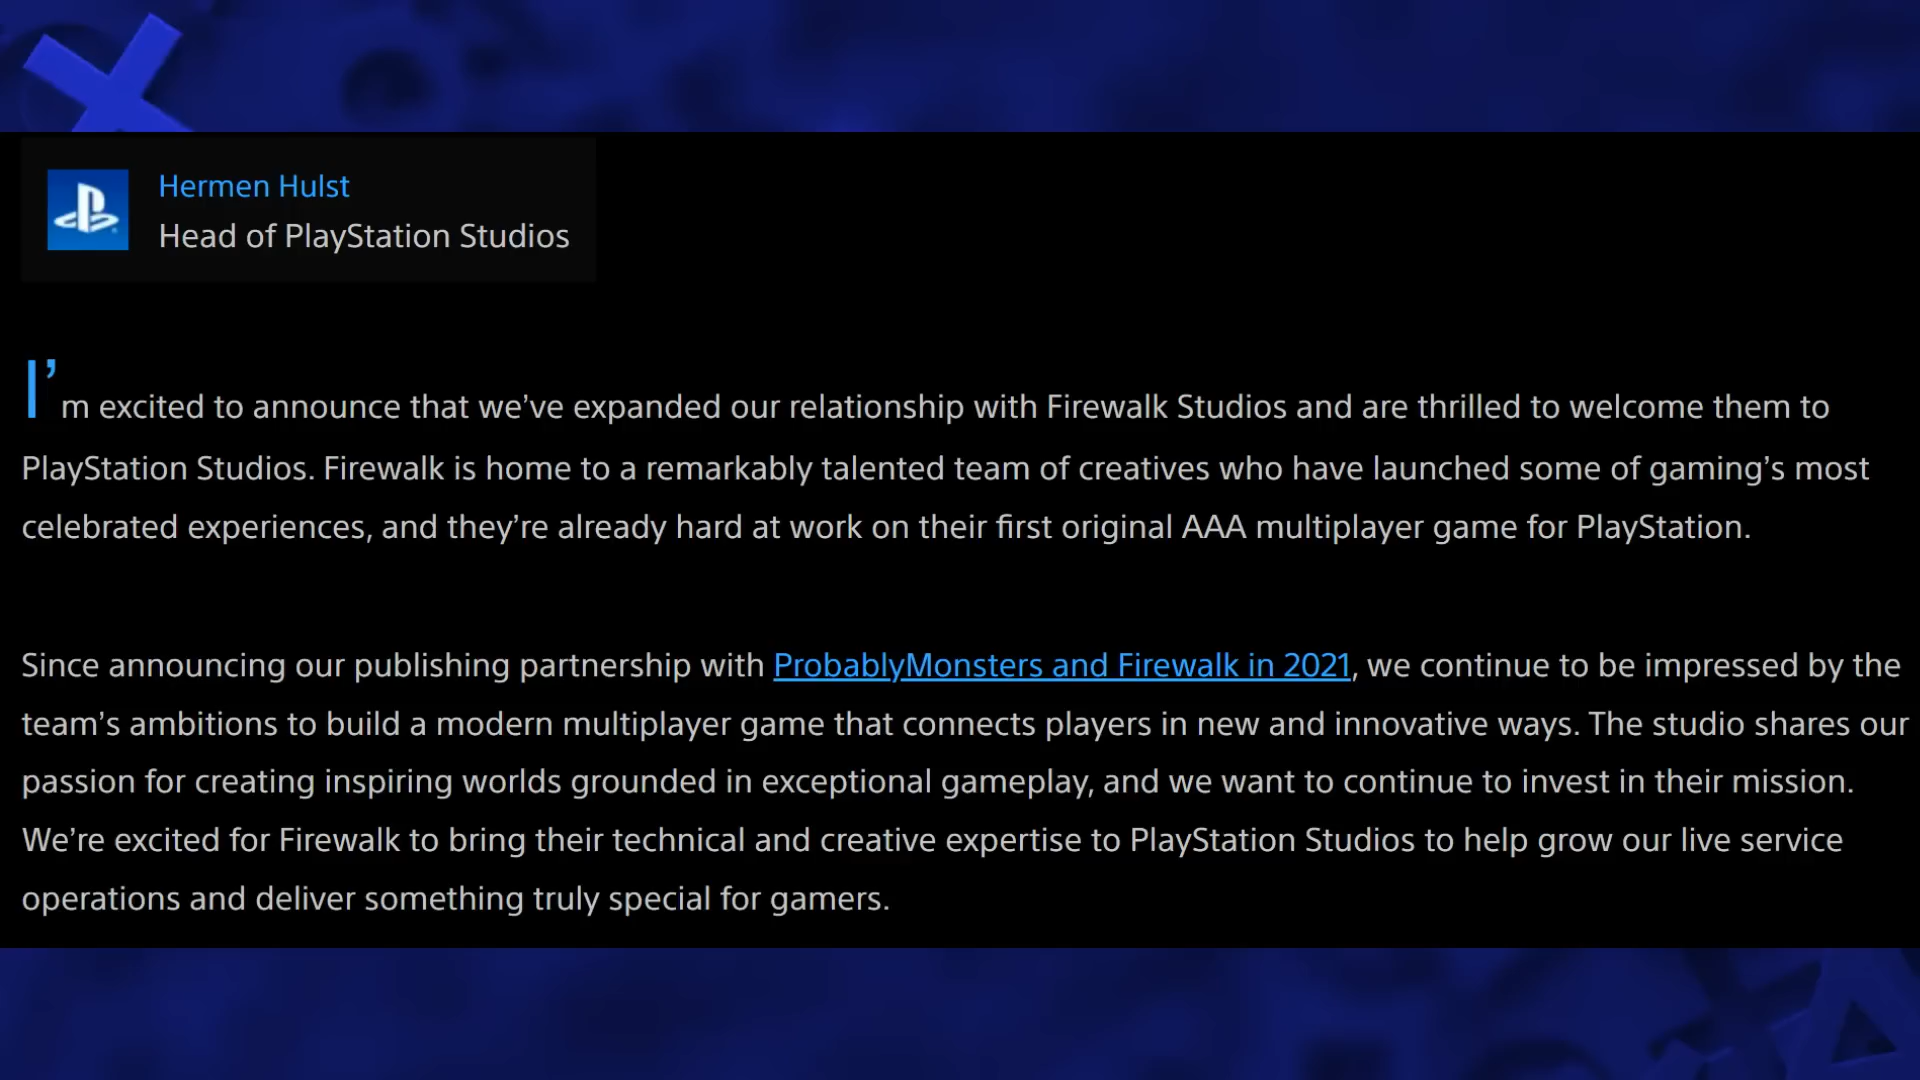 Hermen Hulst
Head of PlayStation Studios
I’m excited to announce that we’ve expanded our relationship with Firewalk Studios and are thrilled to welcome them to
PlayStation Studios. Firewalk is home to a remarkably talented team of creatives who have launched some of gaming’s most
celebrated experiences, and they’re already hard at work on their first original AAA multiplayer game for PlayStation.
Since announcing our publishing partnership with ProbablyMonsters and Firewalk in 2021, we continue to be impressed by the
team’s ambitions to build a modern multiplayer game that connects players in new and innovative ways. The studio shares our
passion for creating inspiring worlds grounded in exceptional gameplay, and we want to continue to invest in their mission.
We’re excited for Firewalk to bring their technical and creative expertise to PlayStation Studios to help grow our live service
operations and deliver something truly special for gamers.